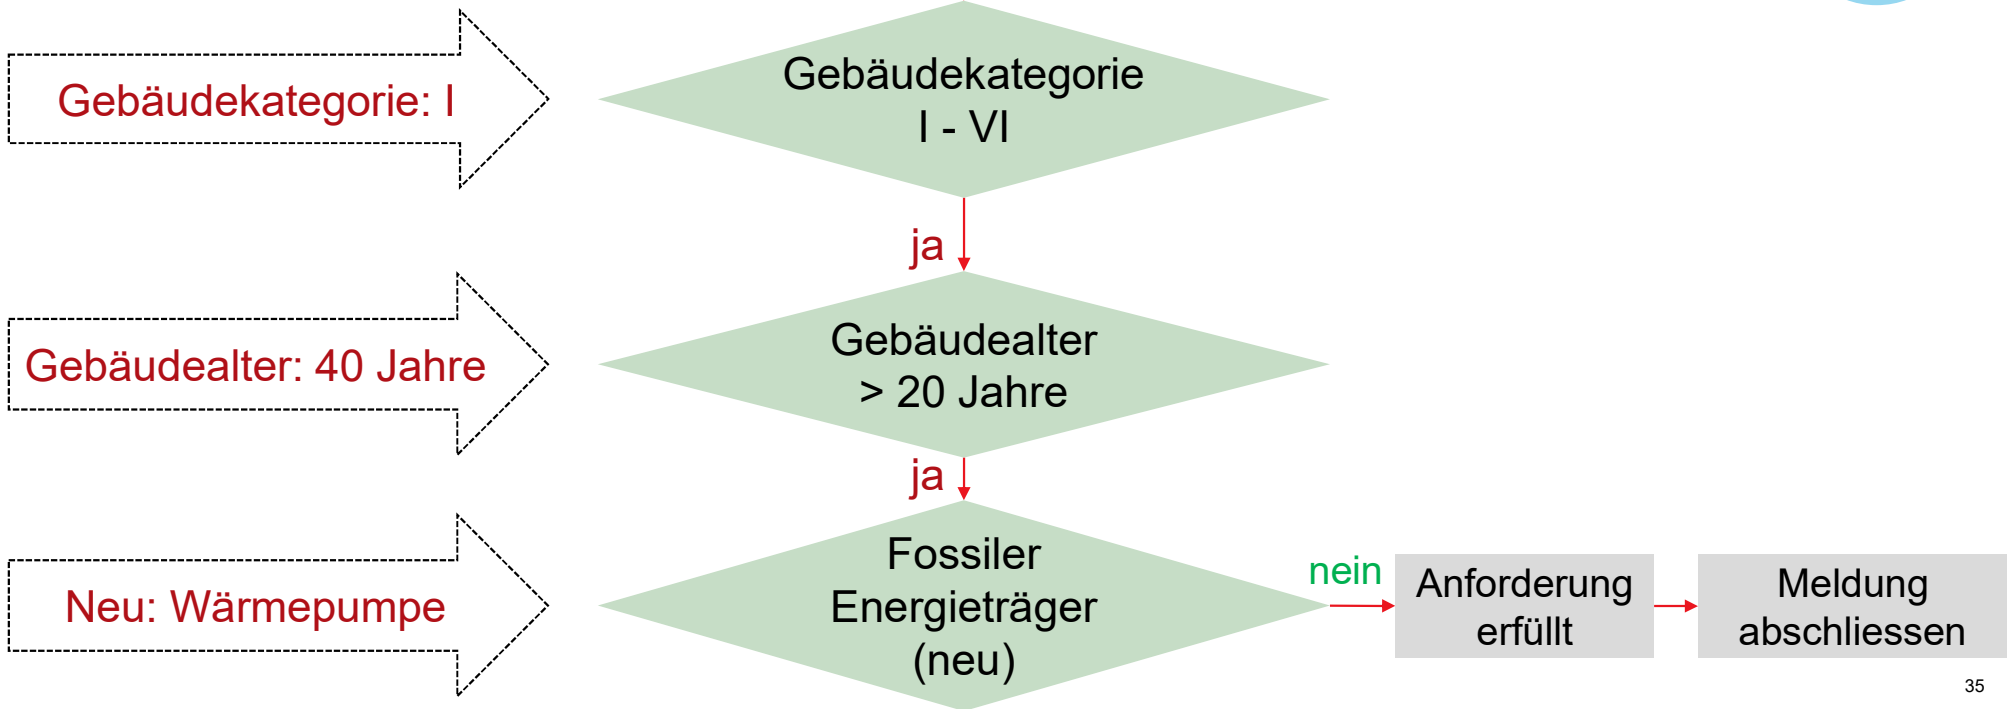 Gebäudekategorie: I
Gebäudekategorie
I - VI
ja
Gebäudealter: 40 Jahre
Gebäudealter
> 20 Jahre
ja
Neu: Wärmepumpe
Fossiler
Energieträger
(neu)
nein
Anforderung
erfüllt
Meldung
abschliessen
35